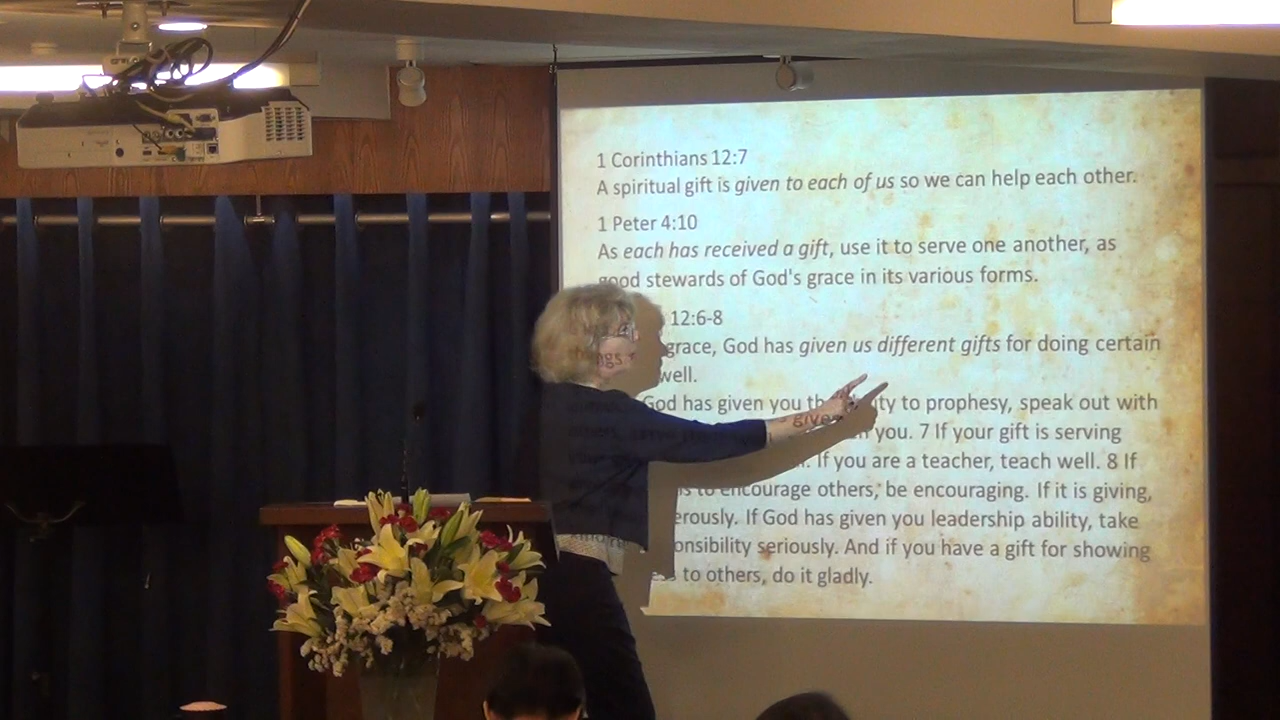 1 Corinthians 12:7
A spiritual gift is given to each of us so we can help each other.
1 Peter 4:10
As each has received a gift, use it to serve one another, as
good stewards of God's grace in its various forms.
12:6-8
grace, God has given us different gifts for doing certain
well.
God has given you the ity to prophesy, speak out with
you. 7 If your gift is serving
. If you are a teacher, teach well. 8 If
is to encourage others, be encouraging. If it is giving,
erously. If God has given you leadership ability, take
onsibility seriously. And if you have a gift for showing
to others, do it gladly.